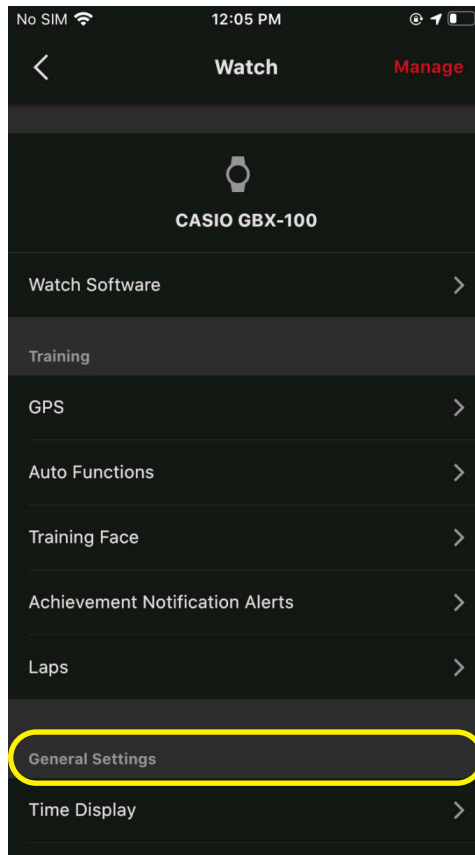 No SIM 12:05 PM
Watch Manage
CASIO GBX-100
Watch Software
Training
GPS
Auto Functions
Training Face
Achievement Notification Alerts
Laps
General Settings
Time Display